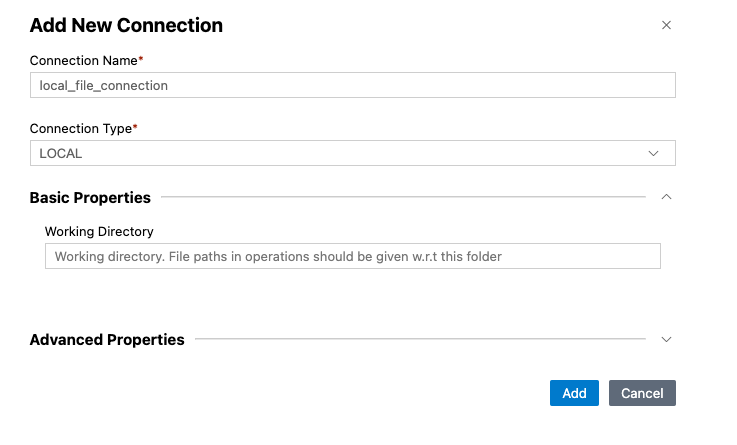 Add New Connection
Connection Name*
local_file_connection
Connection Type*
LOCAL
Basic Properties
Working Directory
Working directory. File paths in operations should be given w.r.t this folder
Advanced Properties
Add Cancel